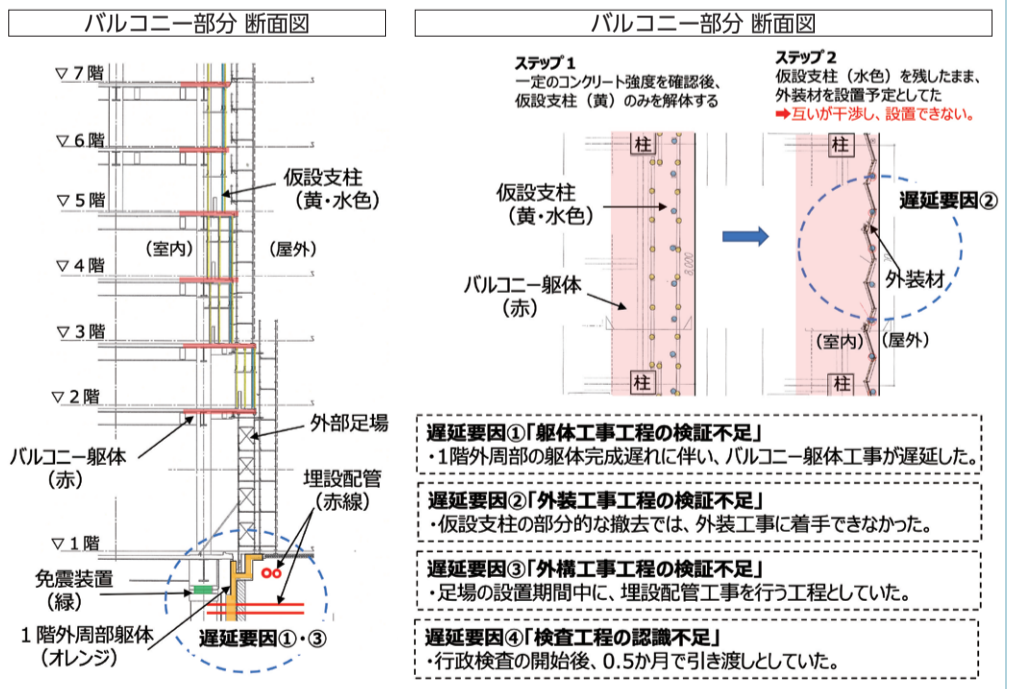 バルコニー部分 断面図
▽7階
▽6階
▽5階
▽4階
▽3階
▽2階
▽1階
仮設支柱
(黄・水色)
(室内)
(屋外)
外部足場
バルコニー躯体
(赤)
埋設配管
(赤線)
免震装置
(緑)
1階外周部躯体
(オレンジ)
遅延要因①・③
バルコニー部分 断面図
ステップ1
一定のコンクリート強度を確認後、
仮設支柱(黄)のみを解体する
ステップ2
仮設支柱(水色)を残したまま、
外装材を設置予定としてた
➡互いが干渉し、設置できない。
柱
柱
仮設支柱
(黄・水色)
バルコニー躯体
(赤)
8,000
柱
柱
遅延要因②
外装材
(室内)
(屋外)
遅延要因①「躯体工事工程の検証不足」
・1階外周部の躯体完成遅れに伴い、バルコニー躯体工事が遅延した。
遅延要因②「外装工事工程の検証不足」
・仮設支柱の部分的な撤去では、外装工事に着手できなかった。
遅延要因③「外構工事工程の検証不足」
・足場の設置期間中に、埋設配管工事を行う工程としていた。
遅延要因④「検査工程の認識不足」
・行政検査の開始後、0.5か月で引き渡しとしていた。